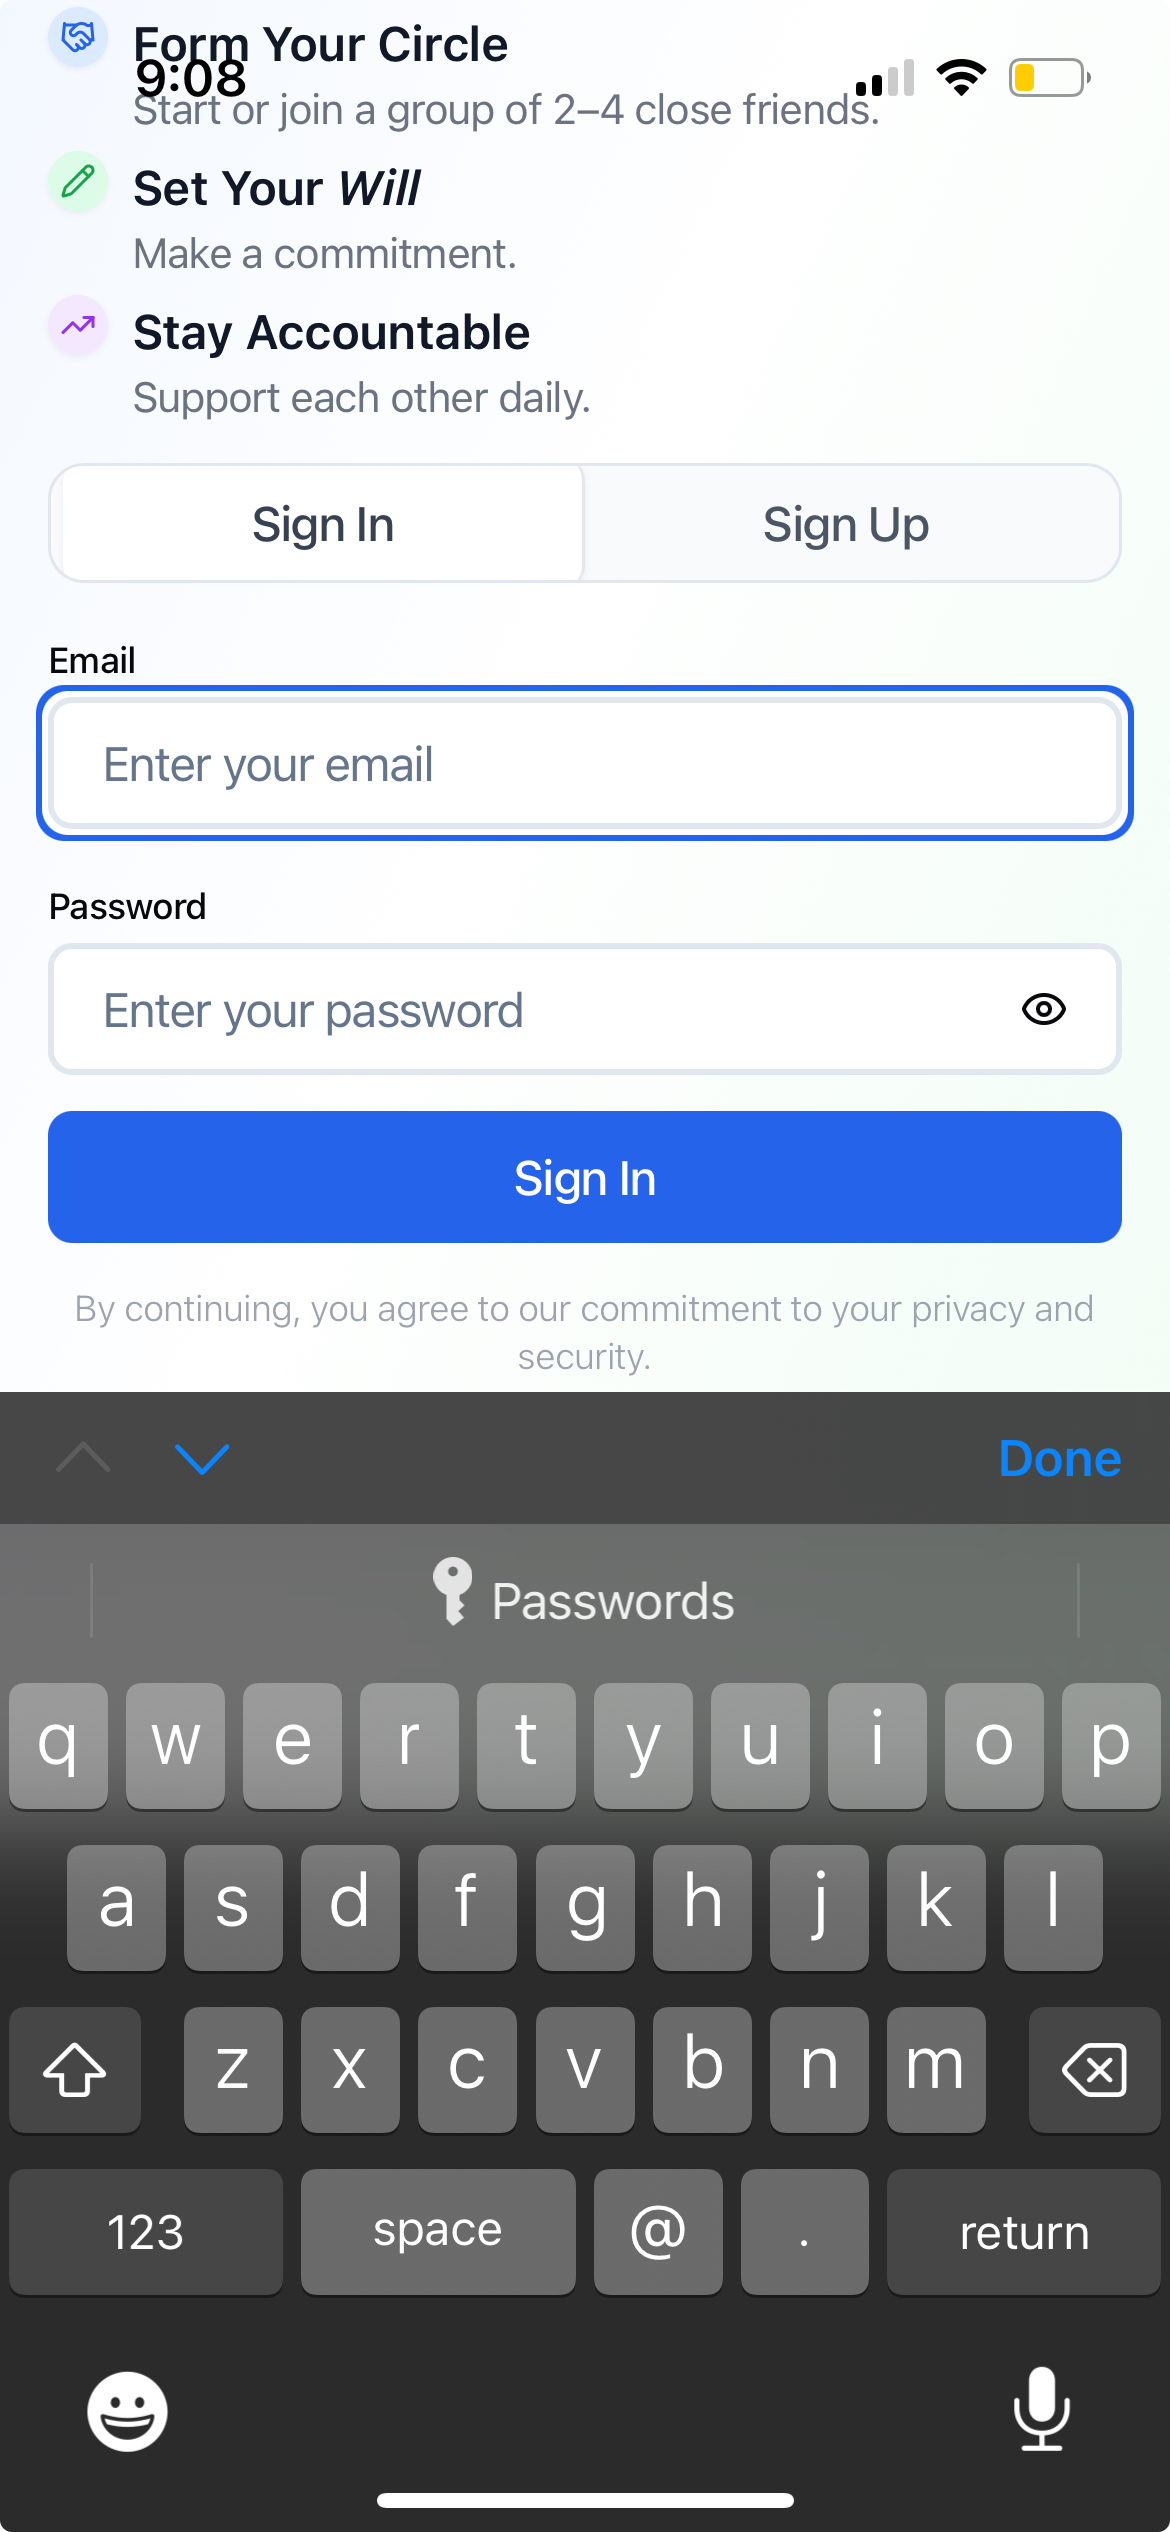 Form Your Circle
9:08
Start or join a group of 2–4 close friends.
Set Your Will
Make a commitment.
Stay Accountable
Support each other daily.
Sign In
Sign Up
Email
Enter your email
Password
Enter your password
Sign In
By continuing, you agree to our commitment to your privacy and
security.
Done
Passwords
q w e r t y u i o p
a s d f g h j k l
z x c v b n m
123 space @ . return